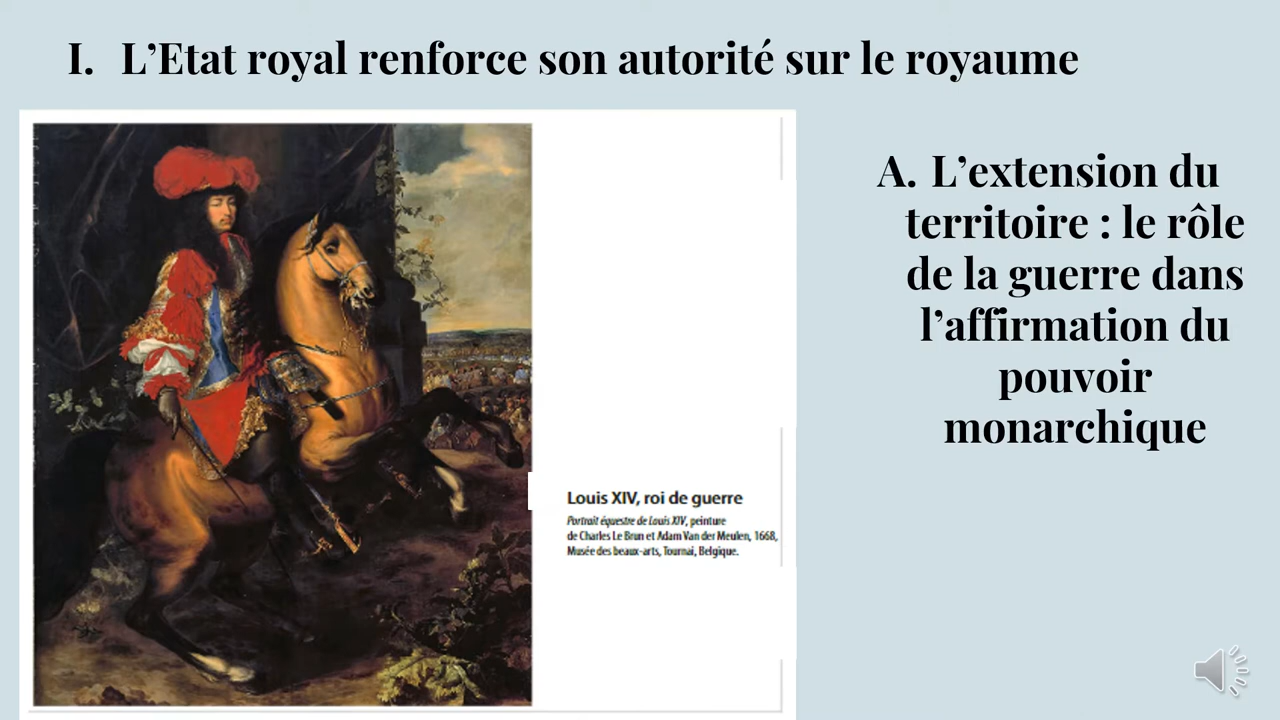 I. L’Etat royal renforce son autorité sur le royaume
A. L’extension du
territoire : le rôle
de la guerre dans
l’affirmation du
pouvoir
monarchique
Louis XIV, roi de guerre
Portrait équestre de Louis XIV, peinture
de Charles Le Brun et Adam Van der Meulen, 1668,
Musée des beaux-arts, Tournai, Belgique.